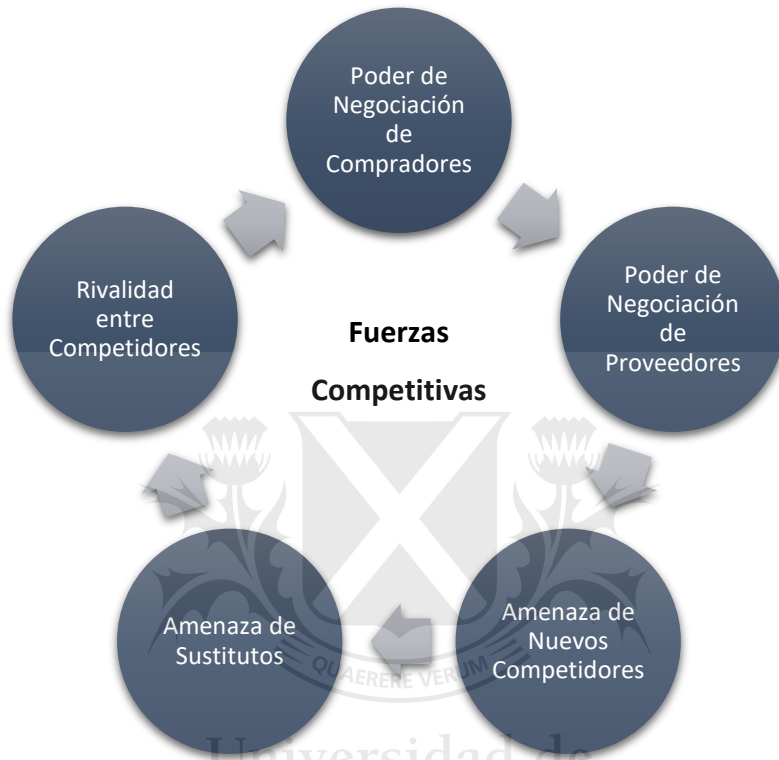 Poder de
Negociación
de
Compradores
Poder de
Negociación
de
Proveedores
Rivalidad
entre
Competidores
Fuerzas
Competitivas
Amenaza de
Nuevos
Competidores
Amenaza de
Sustitutos
QUAERERE VERUM
Universidad de